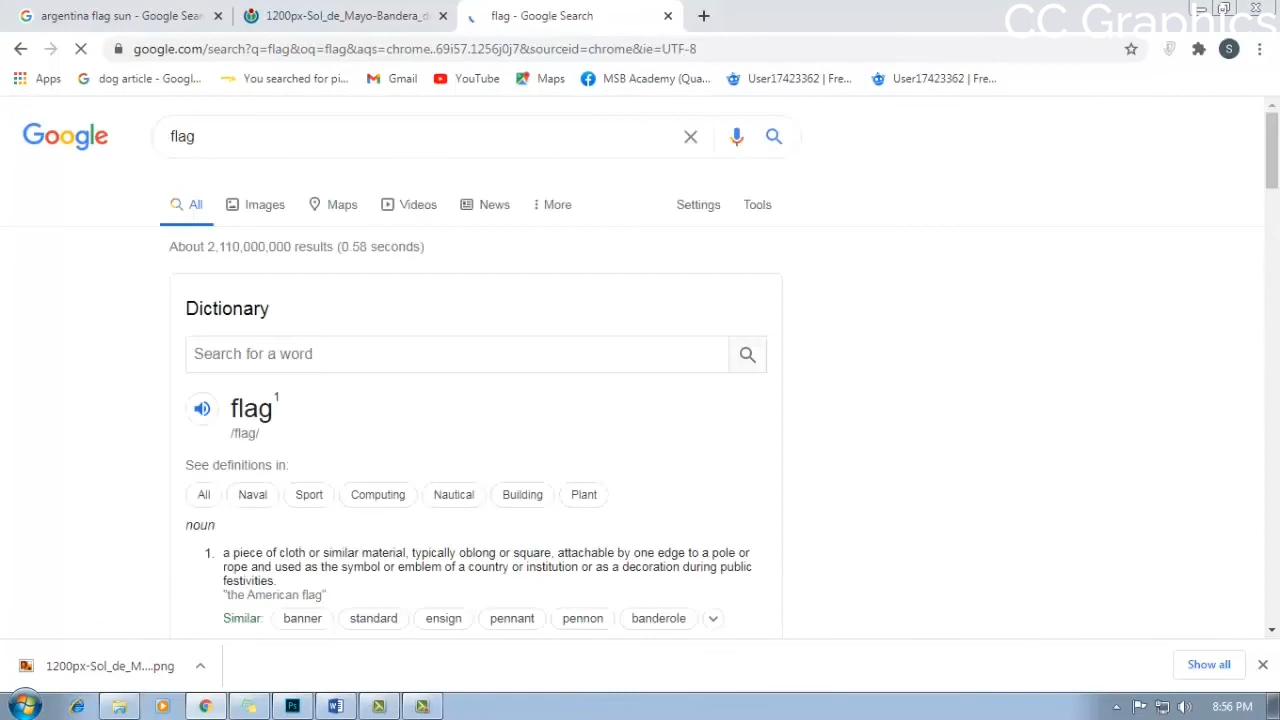 argentina flag sun - Google Sear
1200px-Sol_de_Mayo-Bandera_d
flag - Google Search
CC Graphics
google.com/search?q=flag&oq=flag&aqs=chrome..69i57.1256j0j7&sourceid=chrome&ie=UTF-8
S
Apps
dog article - Googl...
You searched for pi...
Gmail
YouTube
Maps
MSB Academy (Qua...
User17423362 | Fre...
User17423362 | Fre...
Google
flag
All
Images
Maps
Videos
News
More
Settings
Tools
About 2,110,000,000 results (0.58 seconds)
Dictionary
Search for a word
flag1
/flag/
See definitions in:
All
Naval
Sport
Computing
Nautical
Building
Plant
noun
1. a piece of cloth or similar material, typically oblong or square, attachable by one edge to a pole or
rope and used as the symbol or emblem of a country or institution or as a decoration during public
festivities.
"the American flag"
Similar:
banner
standard
ensign
pennant
pennon
banderole
1200px-Sol_de_M....png
Show all
Ps
8:56 PM